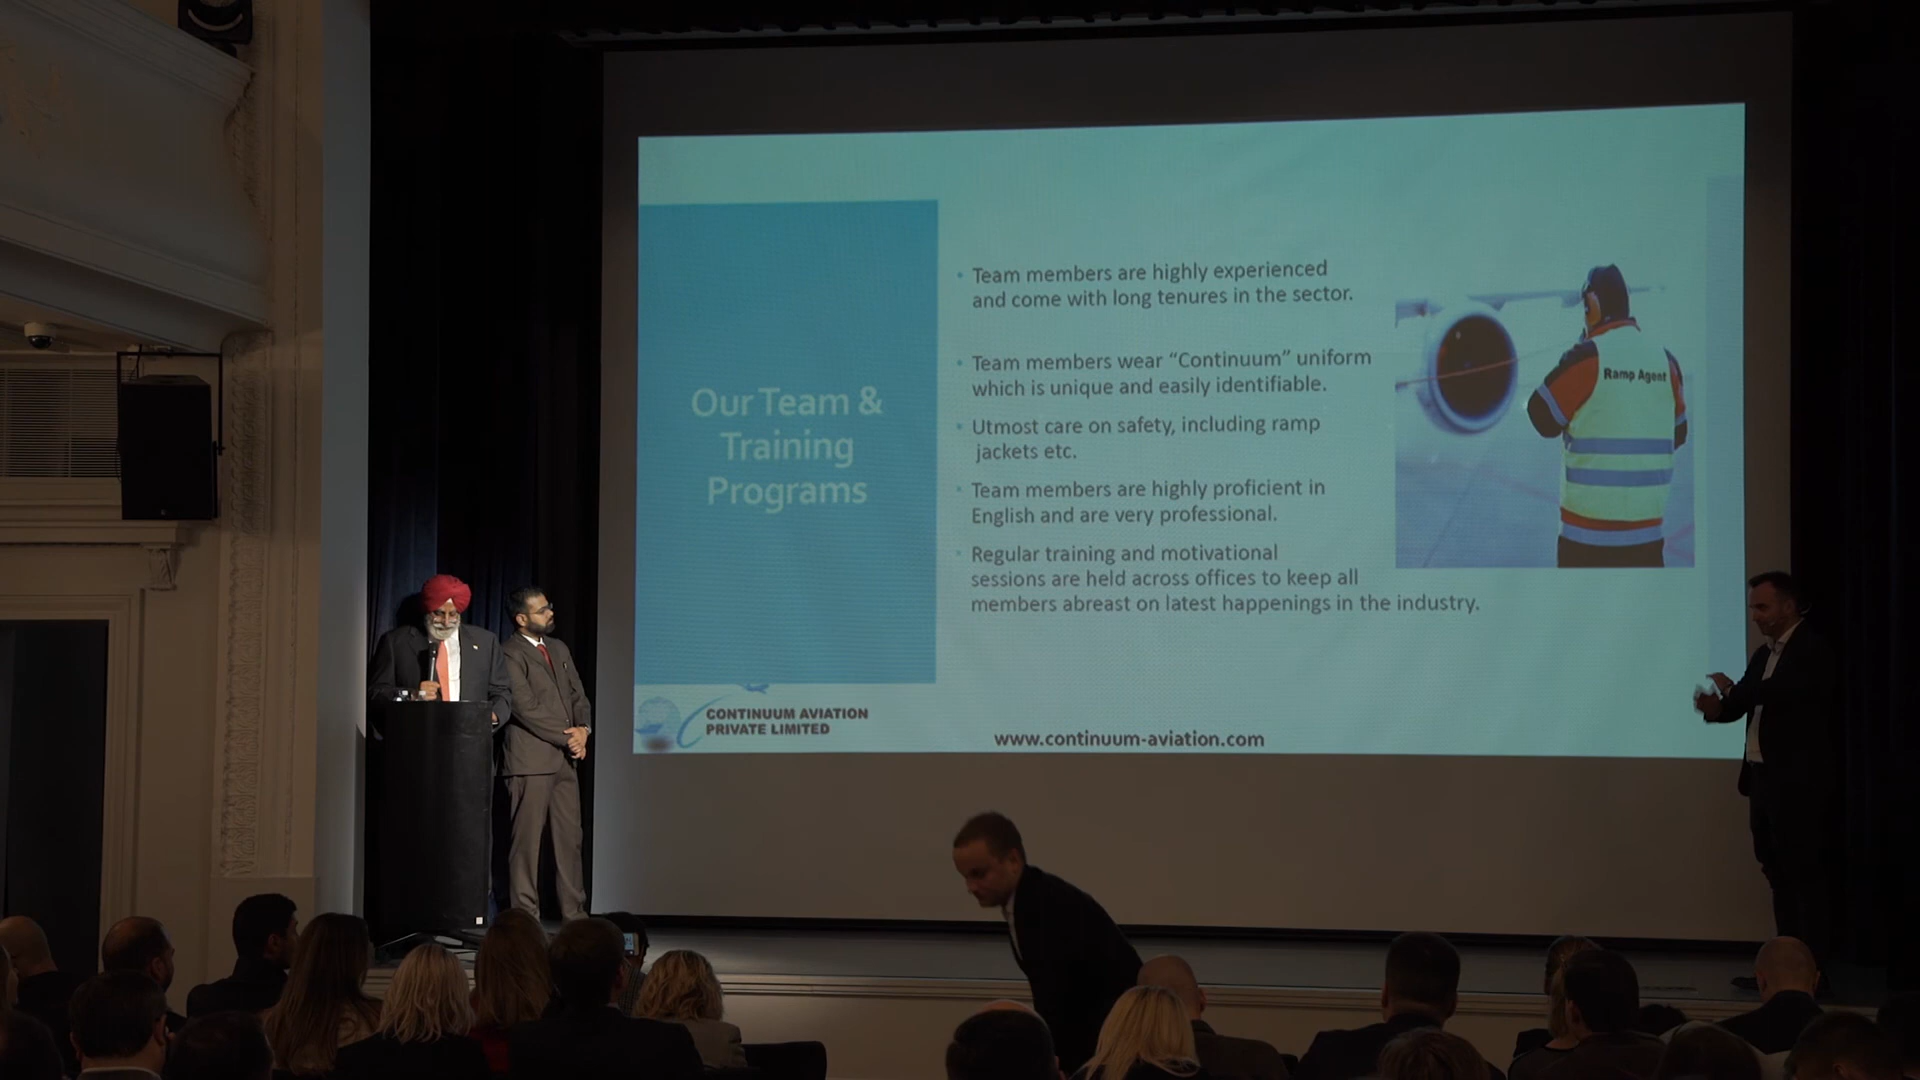 Our Team &
Training
Programs
• Team members are highly experienced
and come with long tenures in the sector.
• Team members wear “Continuum” uniform
which is unique and easily identifiable.
• Utmost care on safety, including ramp
jackets etc.
• Team members are highly proficient in
English and are very professional.
• Regular training and motivational
sessions are held across offices to keep all
members abreast on latest happenings in the industry.
Ramp Agent
CONTINUUM AVIATION
PRIVATE LIMITED
www.continuum-aviation.com